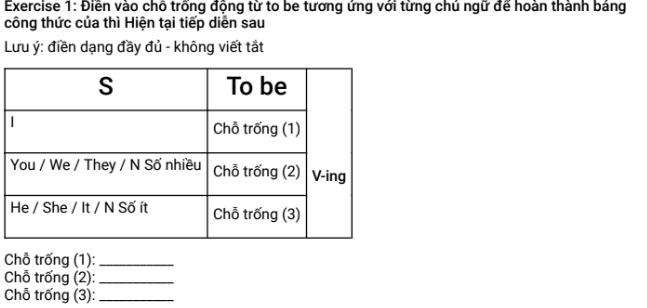 Exercise 1: Điền vào chỗ trống động từ to be tương ứng với từng chủ ngữ để hoàn thành bảng
công thức của thì Hiện tại tiếp diễn sau
Lưu ý: điền dạng đầy đủ - không viết tắt
S To be
I Chỗ trống (1)
You / We / They / N Số nhiều Chỗ trống (2) V-ing
He / She / It / N Số ít Chỗ trống (3)
Chỗ trống (1): ___________
Chỗ trống (2): ___________
Chỗ trống (3): ___________